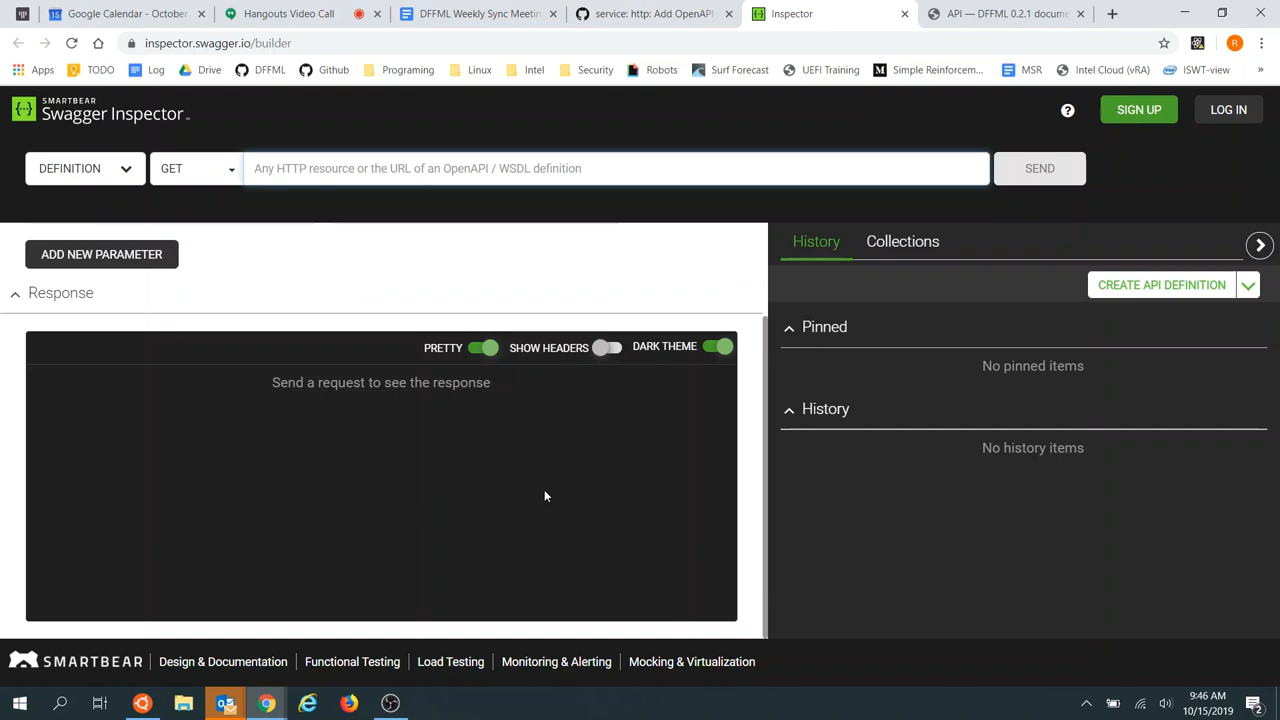 Google Calendar - October
Hangouts Video Call
DFFML Weekly Sync Meetin
service: http: Add OpenAPI
Inspector
API — DFFML 0.2.1 docume
inspector.swagger.io/builder
R
Apps
TODO
Log
Drive
DFFML
Github
Programing
Linux
Intel
Security
Robots
Surf Forecast
UEFI Training
Simple Reinforcem...
MSR
Intel Cloud (vRA)
ISWT-view
»
SMARTBEAR
Swagger Inspector
SIGN UP
LOG IN
DEFINITION
GET
Any HTTP resource or the URL of an OpenAPI / WSDL definition
SEND
ADD NEW PARAMETER
Response
PRETTY
SHOW HEADERS
DARK THEME
Send a request to see the response
History
Collections
CREATE API DEFINITION
Pinned
No pinned items
History
No history items
SMARTBEAR
Design & Documentation
Functional Testing
Load Testing
Monitoring & Alerting
Mocking & Virtualization
9:46 AM
10/15/2019
2